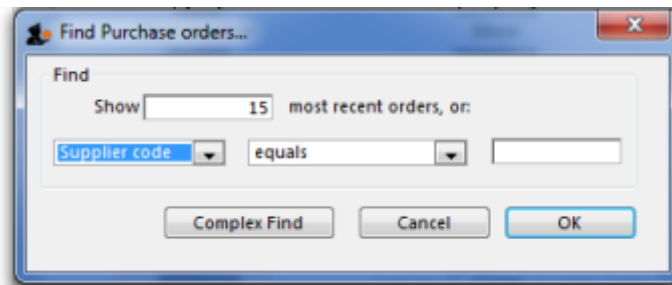 Find Purchase orders...
Find
Show 15 most recent orders, or:
Supplier code equals
Complex Find Cancel OK